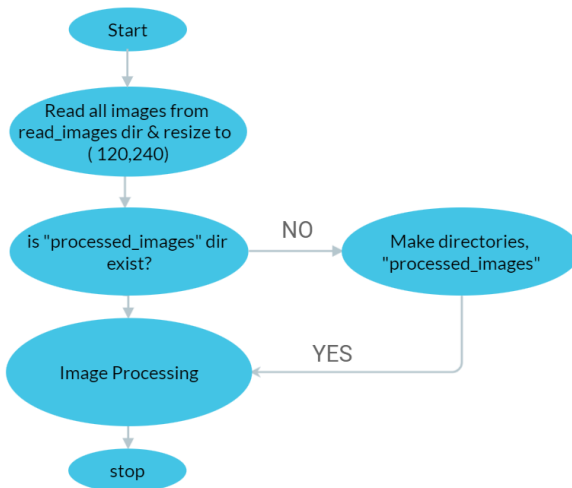 Start
Read all images from
read_images dir & resize to
( 120,240)
is "processed_images" dir
exist?
NO
Make directories,
"processed_images"
YES
Image Processing
stop